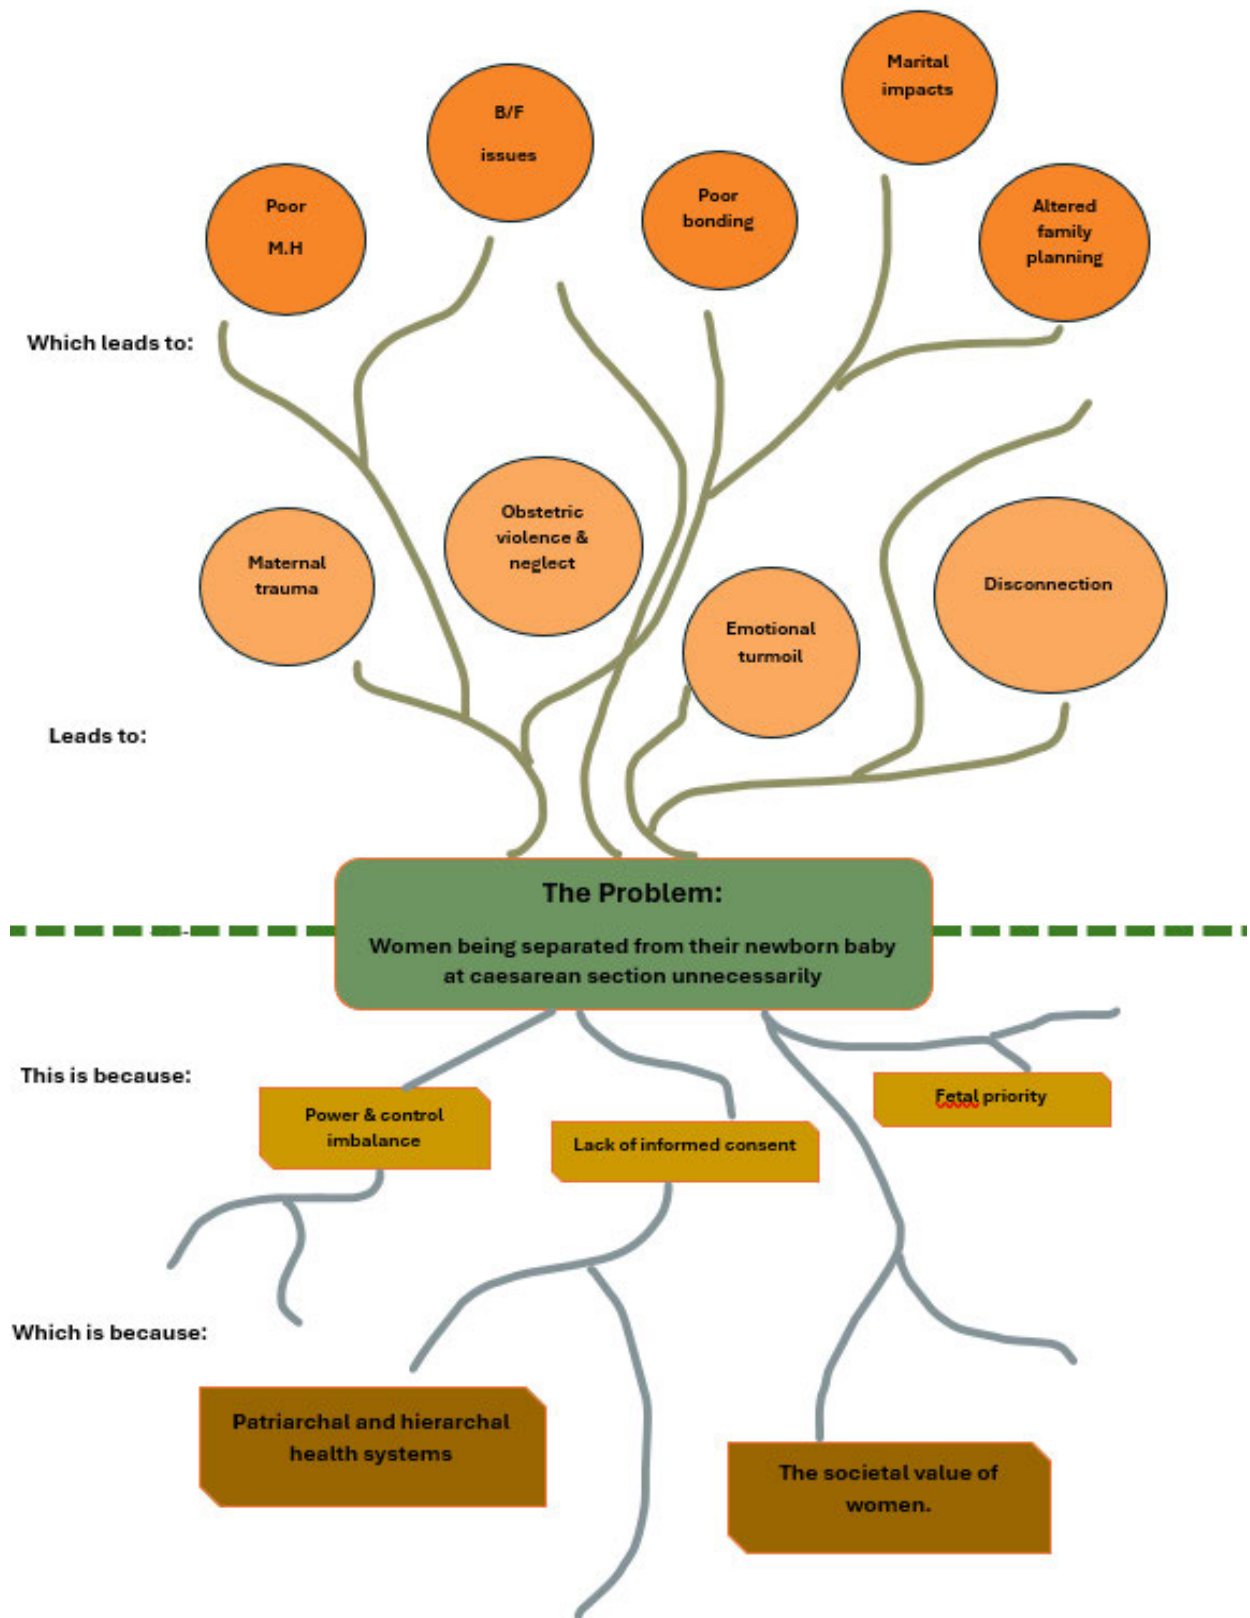 Marital
impacts
B/F
issues
Poor
bonding
Poor
M.H
Altered
family
planning
Which leads to:
Obstetric
violence &
neglect
Maternal
trauma
Disconnection
Emotional
turmoil
Leads to:
The Problem:
Women being separated from their newborn baby
at caesarean section unnecessarily
This is because:
Fetal priority
Power & control
imbalance
Lack of informed consent
Which is because:
Patriarchal and hierarchal
health systems
The societal value of
women.